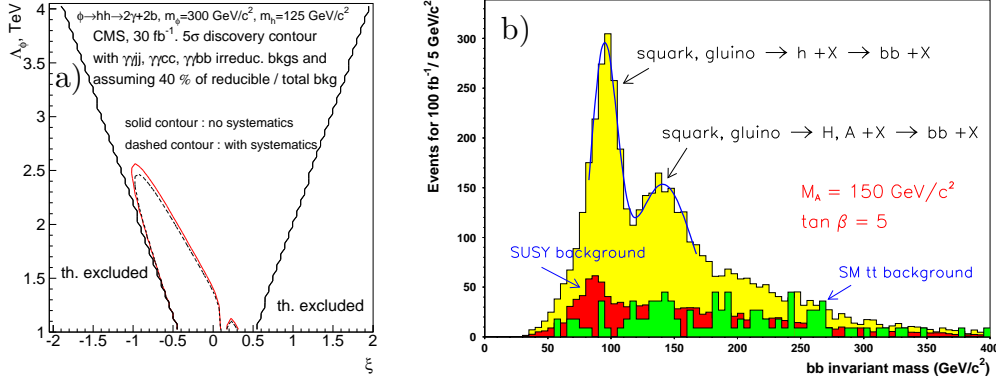 ϕ→hh→2γ+2b, mϕ=300 GeV/c², mh=125 GeV/c²
CMS, 30 fb⁻¹. 5σ discovery contour
with γγjj, γγcc, γγbb irreduc. bkgs and
assuming 40 % of reducible / total bkg
a)
solid contour : no systematics
dashed contour : with systematics
th. excluded
th. excluded
Λϕ, TeV
4
3.5
3
2.5
2
1.5
1
-2 -1.5 -1 -0.5 0 0.5 1 1.5 2
ξ
b)
squark, gluino → h +X → bb +X
squark, gluino → H, A +X → bb +X
MA = 150 GeV/c²
tan β = 5
SUSY background
SM tt background
Events for 100 fb⁻¹/ 5 GeV/c²
300
250
200
150
100
50
0
0 50 100 150 200 250 300 350 400
bb invariant mass (GeV/c²)